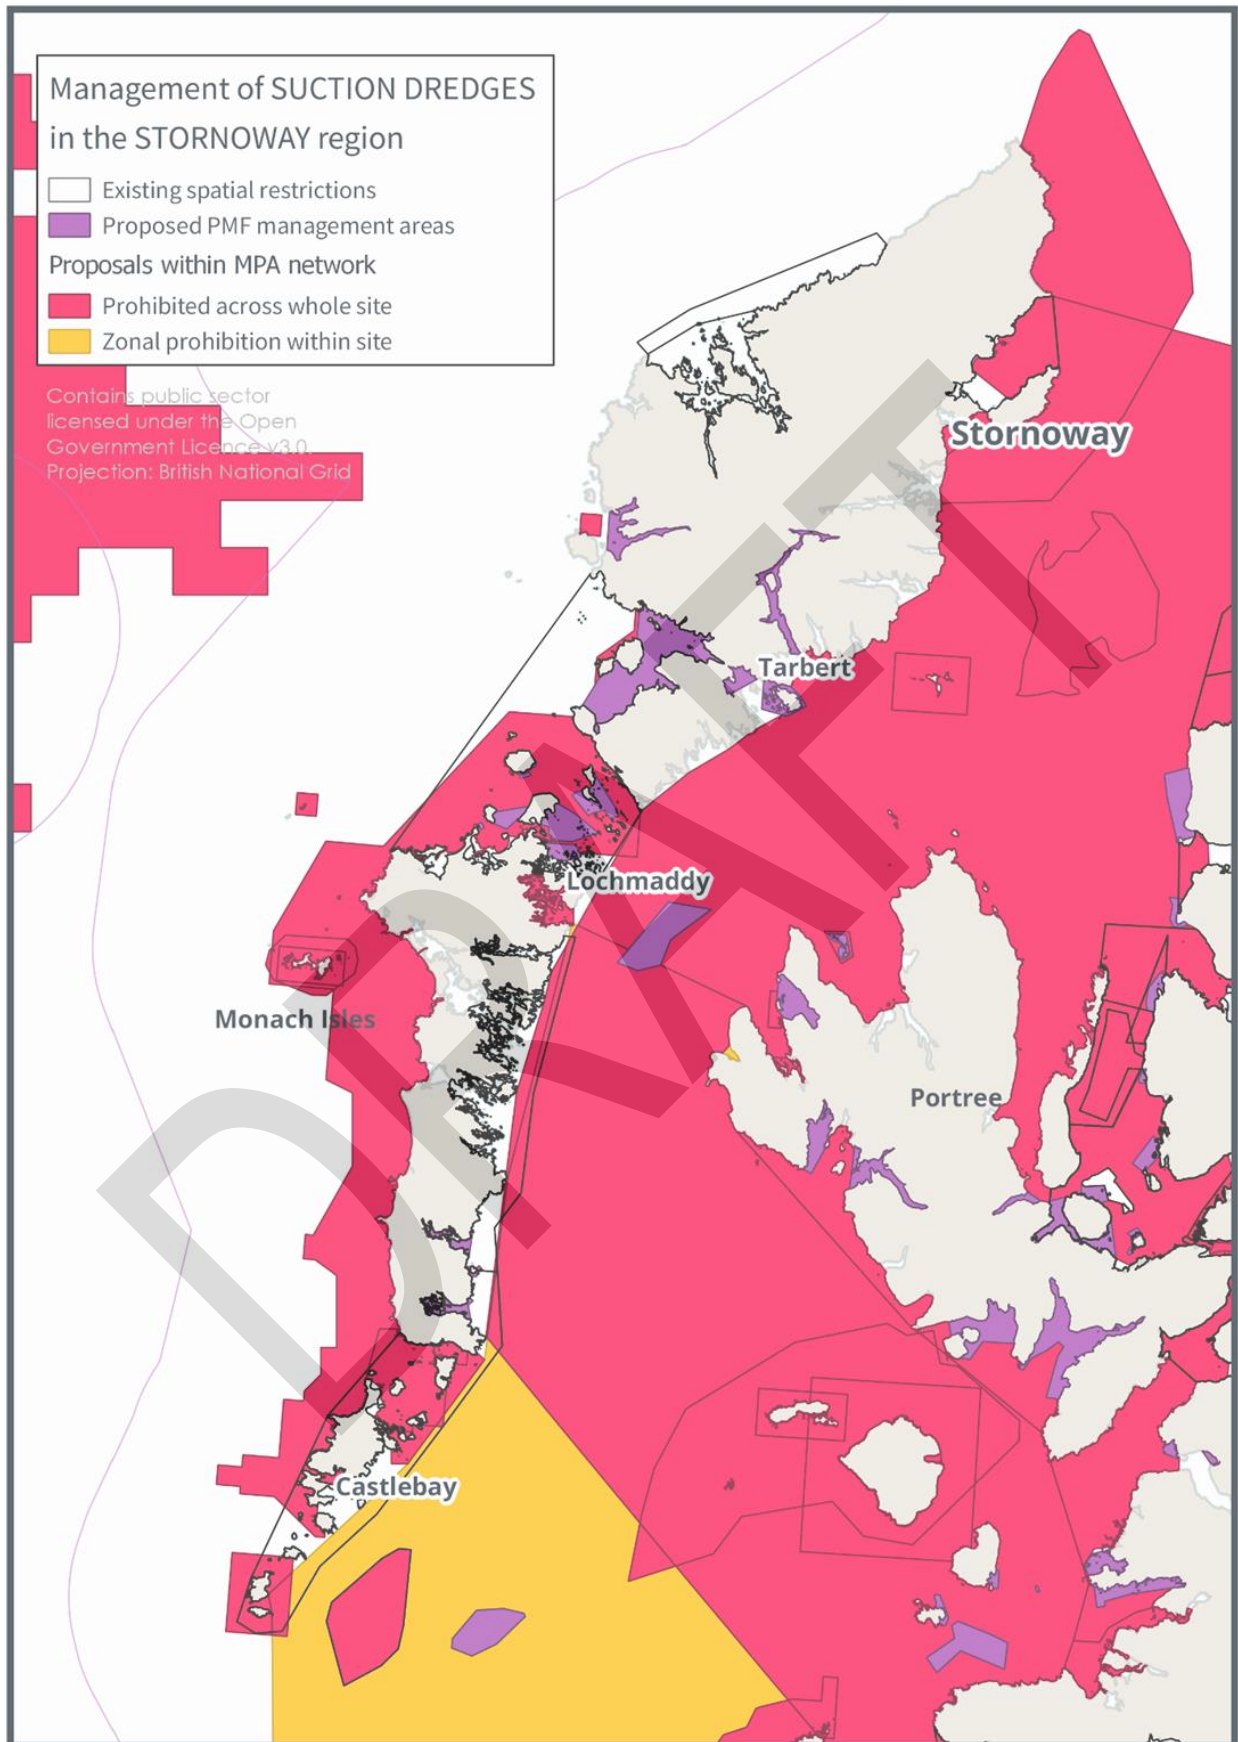 Management of SUCTION DREDGES
in the STORNOWAY region
Existing spatial restrictions
Proposed PMF management areas
Proposals within MPA network
Prohibited across whole site
Zonal prohibition within site
Contains public sector
licensed under the Open
Government Licence v3.0.
Projection: British National Grid
Stornoway
Tarbert
Lochmaddy
Monach Isles
Portree
Castlebay
DRAFT